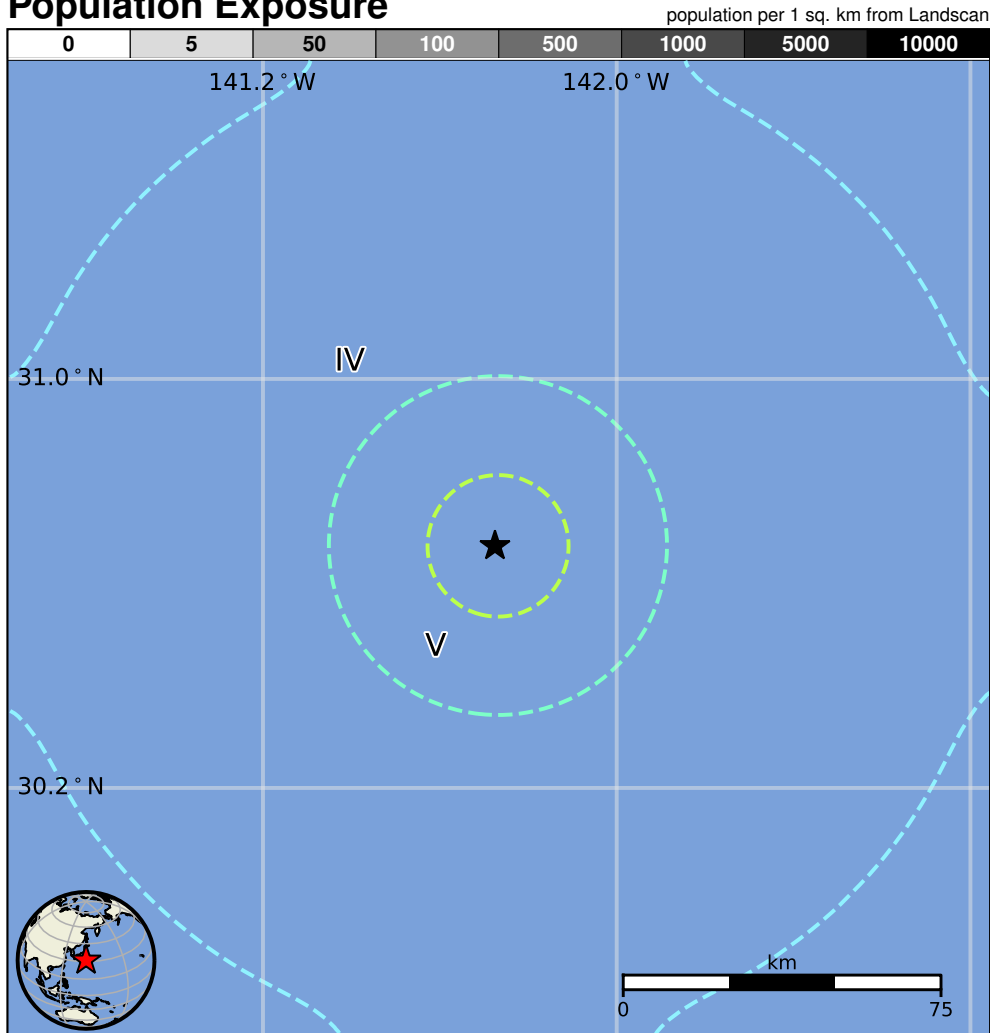 Population Exposure
population per 1 sq. km from Landscan
0 5 50 100 500 1000 5000 10000
141.2°W 142.0°W
IV
31.0°N
V
30.2°N
km
0 75